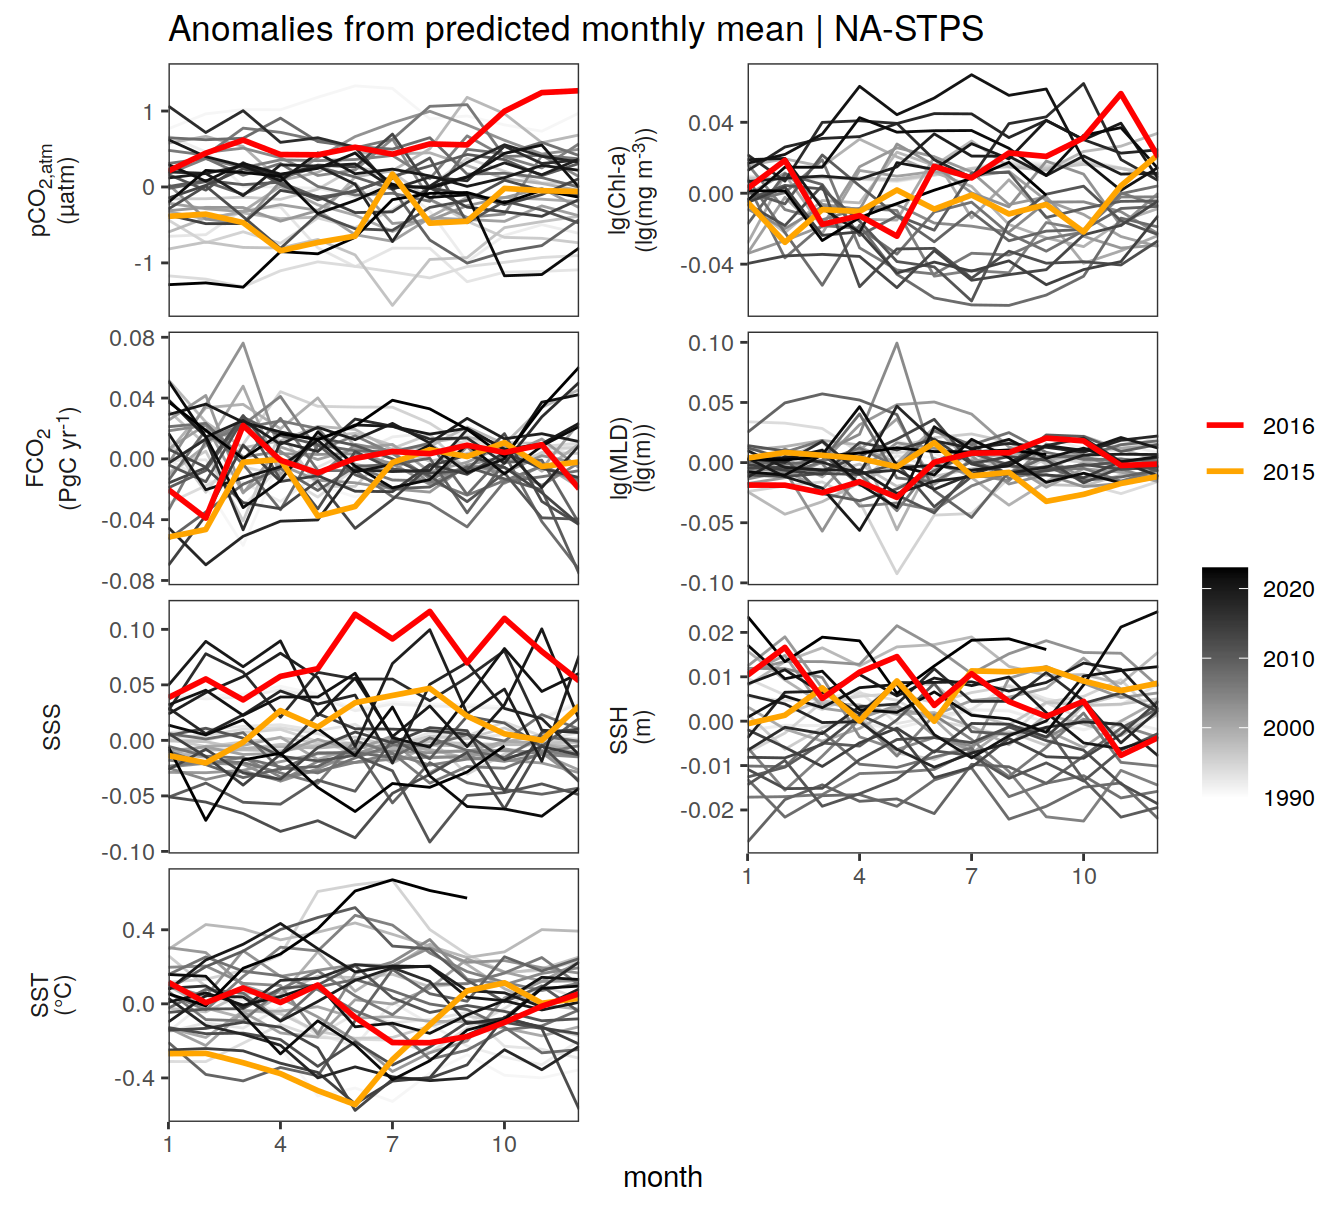 Anomalies from predicted monthly mean | NA-STPS
pCO2,atm
(µatm)
1
0
-1
lg(Chl-a)
(lg(mg m-3))
0.04
0.00
-0.04
FCO2
(PgC yr-1)
0.08
0.04
0.00
-0.04
-0.08
lg(MLD)
(lg(m))
0.10
0.05
0.00
-0.05
-0.10
SSS
0.10
0.05
0.00
-0.05
-0.10
SSH
(m)
0.02
0.01
0.00
-0.01
-0.02
1 4 7 10
SST
(°C)
0.4
0.0
-0.4
1 4 7 10
month
2016
2015
2020
2010
2000
1990